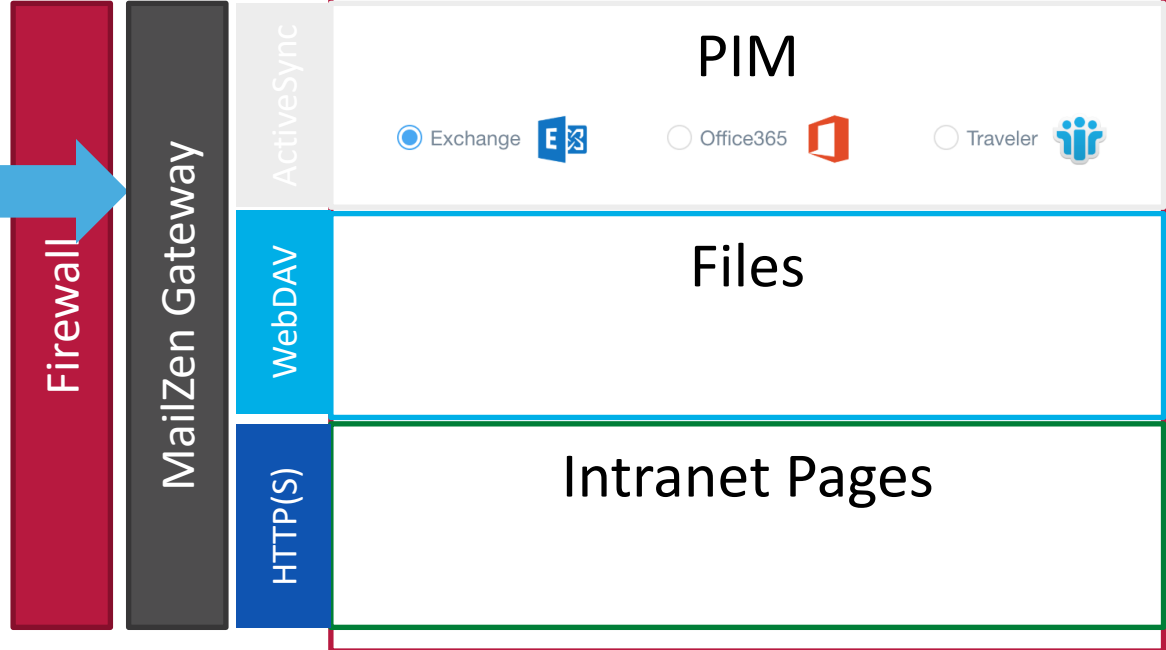 Firewall
MailZen Gateway
ActiveSync
PIM
Exchange
Office365
Traveler
WebDAV
Files
HTTP(S)
Intranet Pages